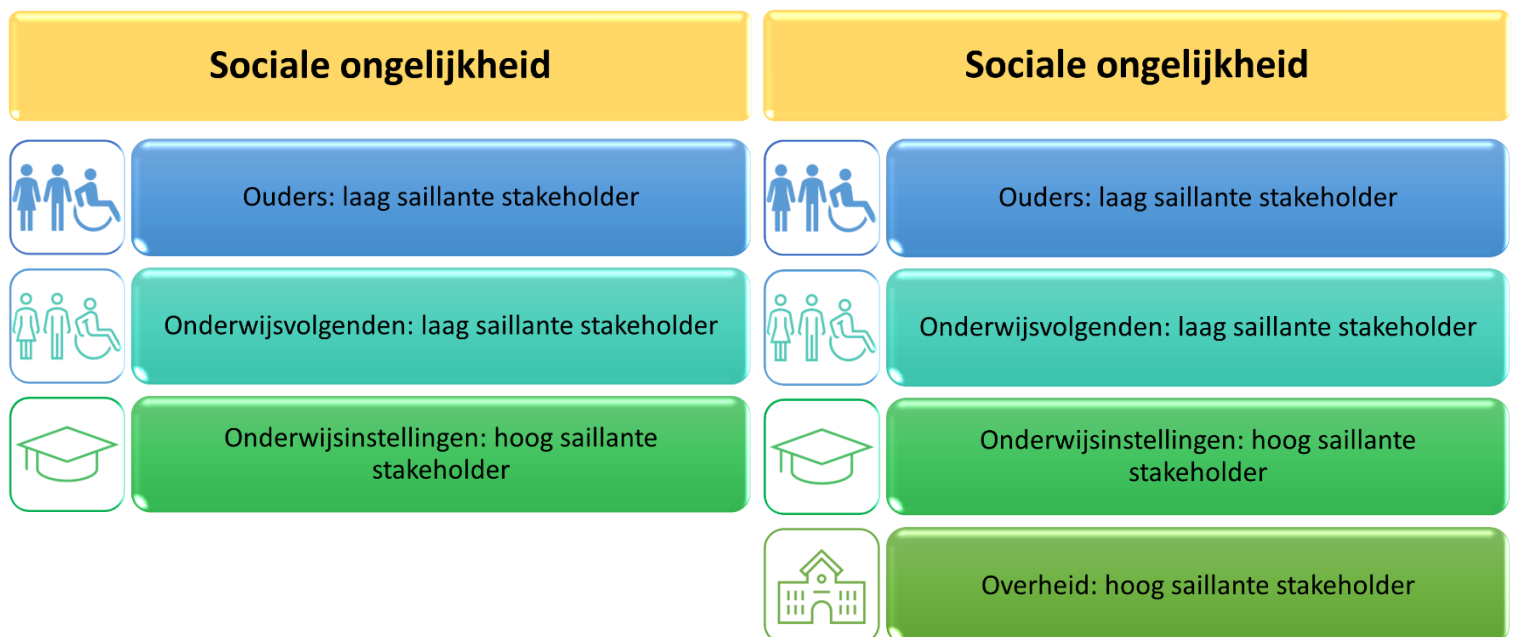 Sociale ongelijkheid
Ouders: laag saillante stakeholder
Onderwijsvolgenden: laag saillante stakeholder
Onderwijsinstellingen: hoog saillante
stakeholder
Sociale ongelijkheid
Ouders: laag saillante stakeholder
Onderwijsvolgenden: laag saillante stakeholder
Onderwijsinstellingen: hoog saillante
stakeholder
Overheid: hoog saillante stakeholder